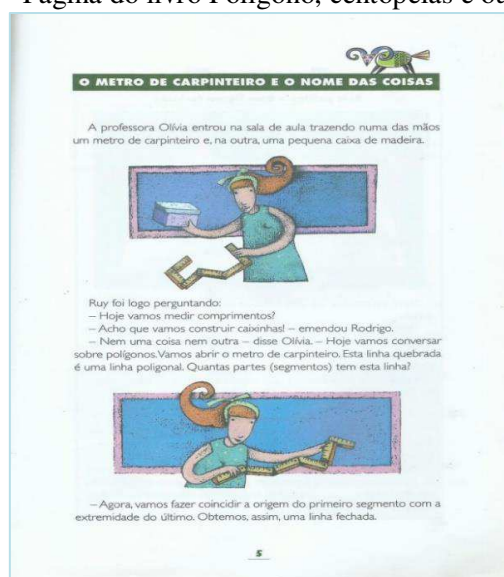 Página do livro Polígono, centopeias e ou
O METRO DE CARPINTEIRO E O NOME DAS COISAS
A professora Olívia entrou na sala de aula trazendo numa das mãos
um metro de carpinteiro e, na outra, uma pequena caixa de madeira.
Ruy foi logo perguntando:
– Hoje vamos medir comprimentos?
– Acho que vamos construir caixinhas! – emendou Rodrigo.
– Nem uma coisa nem outra – disse Olívia. – Hoje vamos conversar
sobre polígonos. Vamos abrir o metro de carpinteiro. Esta linha quebrada
é uma linha poligonal. Quantas partes (segmentos) tem esta linha?
– Agora, vamos fazer coincidir a origem do primeiro segmento com a
extremidade do último. Obtemos, assim, uma linha fechada.
5